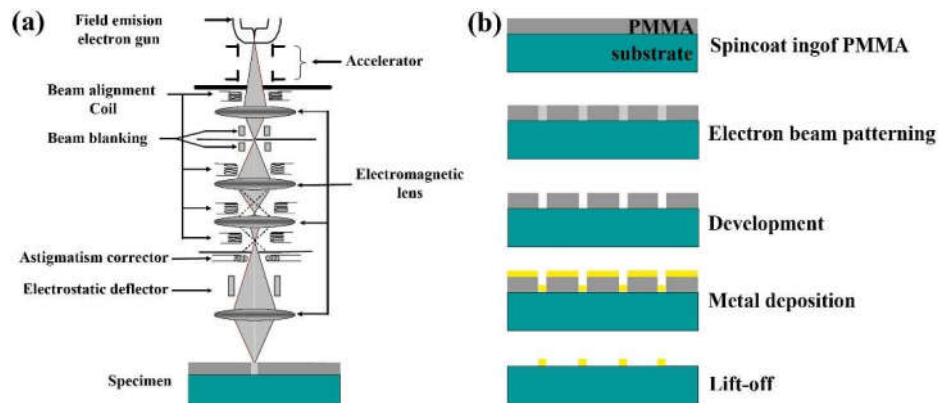 (a)
Field emision
electron gun
Accelerator
Beam alignment
Coil
Beam blanking
Electromagnetic
lens
Astigmatism corrector
Electrostatic deflector
Specimen
(b)
PMMA
substrate
Spincoat ingof PMMA
Electron beam patterning
Development
Metal deposition
Lift-off